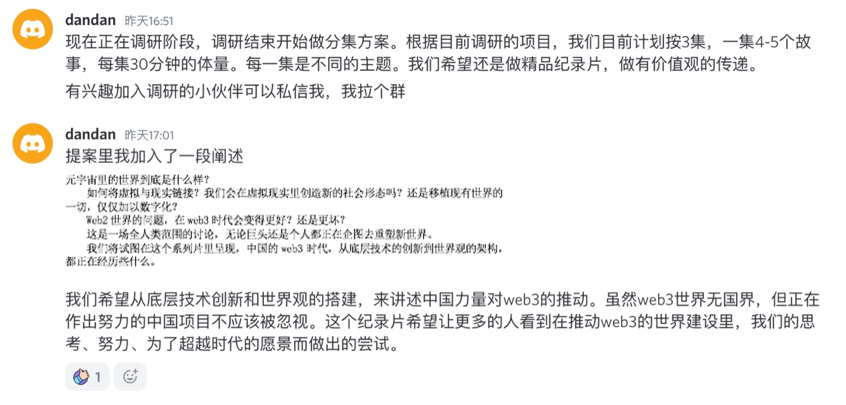 dandan 昨天16:51
现在正在调研阶段，调研结束开始做分集方案。根据目前调研的项目，我们目前计划按3集，一集4-5个故
事，每集30分钟的体量。每一集是不同的主题。我们希望还是做精品纪录片，做有价值观的传递。
有兴趣加入调研的小伙伴可以私信我，我拉个群
dandan 昨天17:01
提案里我加入了一段阐述
元宇宙里的世界到底是什么样？
如何将虚拟与现实链接？我们会在虚拟现实里创造新的社会形态吗？还是移植现有世界的
一切，仅仅加以数字化？
Web2 世界的问题，在 web3 时代会变得更好？还是更坏？
这是一场全人类范围的讨论，无论巨头还是个人都正在企图去重塑新世界。
我们将试图在这个系列片里呈现，中国的 web3 时代，从底层技术的创新到世界观的架构，
都正在经历些什么。
我们希望从底层技术创新和世界观的搭建，来讲述中国力量对web3的推动。虽然web3世界无国界，但正在
作出努力的中国项目不应该被忽视。这个纪录片希望让更多的人看到在推动web3的世界建设里，我们的思
考、努力、为了超越时代的愿景而做出的尝试。
1